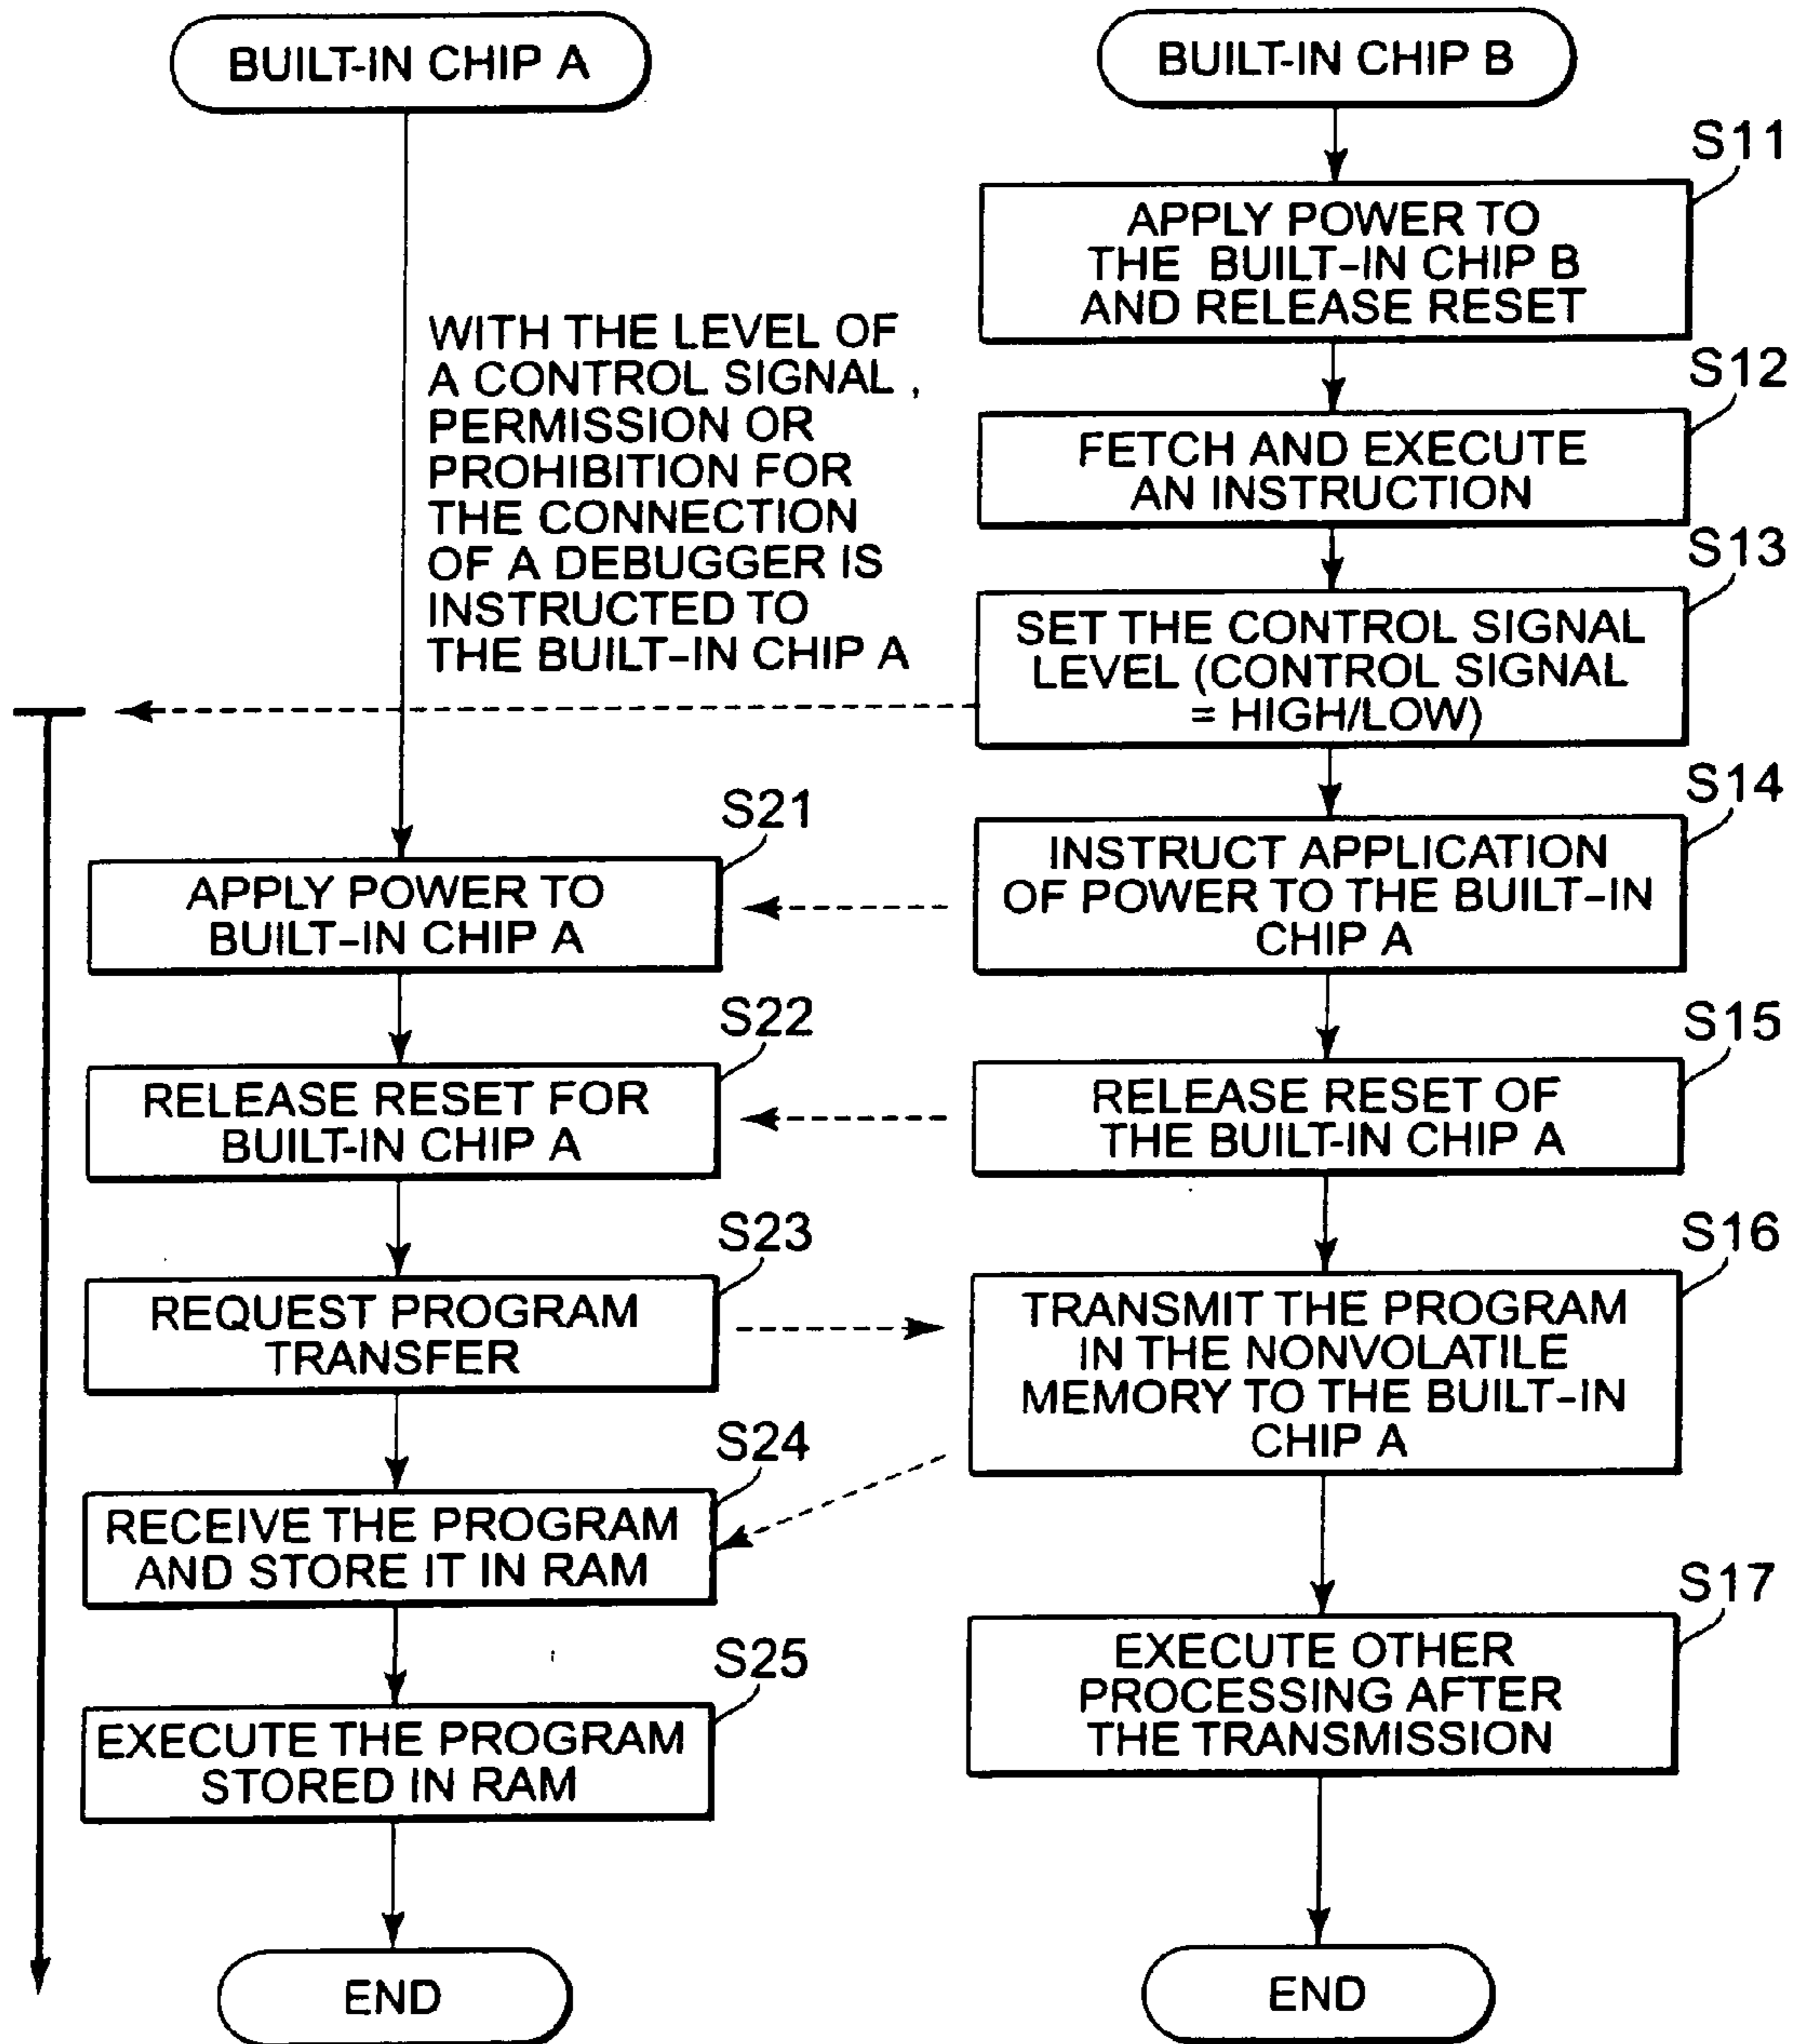 BUILT-IN CHIP A
BUILT-IN CHIP B
S11
APPLY POWER TO
THE BUILT-IN CHIP B
AND RELEASE RESET
WITH THE LEVEL OF
A CONTROL SIGNAL,
PERMISSION OR
PROHIBITION FOR
THE CONNECTION
OF A DEBUGGER IS
INSTRUCTED TO
THE BUILT-IN CHIP A
S12
FETCH AND EXECUTE
AN INSTRUCTION
S13
SET THE CONTROL SIGNAL
LEVEL (CONTROL SIGNAL
= HIGH/LOW)
S21
APPLY POWER TO
BUILT-IN CHIP A
S14
INSTRUCT APPLICATION
OF POWER TO THE BUILT-IN
CHIP A
S22
RELEASE RESET FOR
BUILT-IN CHIP A
S15
RELEASE RESET OF
THE BUILT-IN CHIP A
S23
REQUEST PROGRAM
TRANSFER
S16
TRANSMIT THE PROGRAM
IN THE NONVOLATILE
MEMORY TO THE BUILT-IN
CHIP A
S24
RECEIVE THE PROGRAM
AND STORE IT IN RAM
S17
EXECUTE OTHER
PROCESSING AFTER
THE TRANSMISSION
S25
EXECUTE THE PROGRAM
STORED IN RAM
END
END